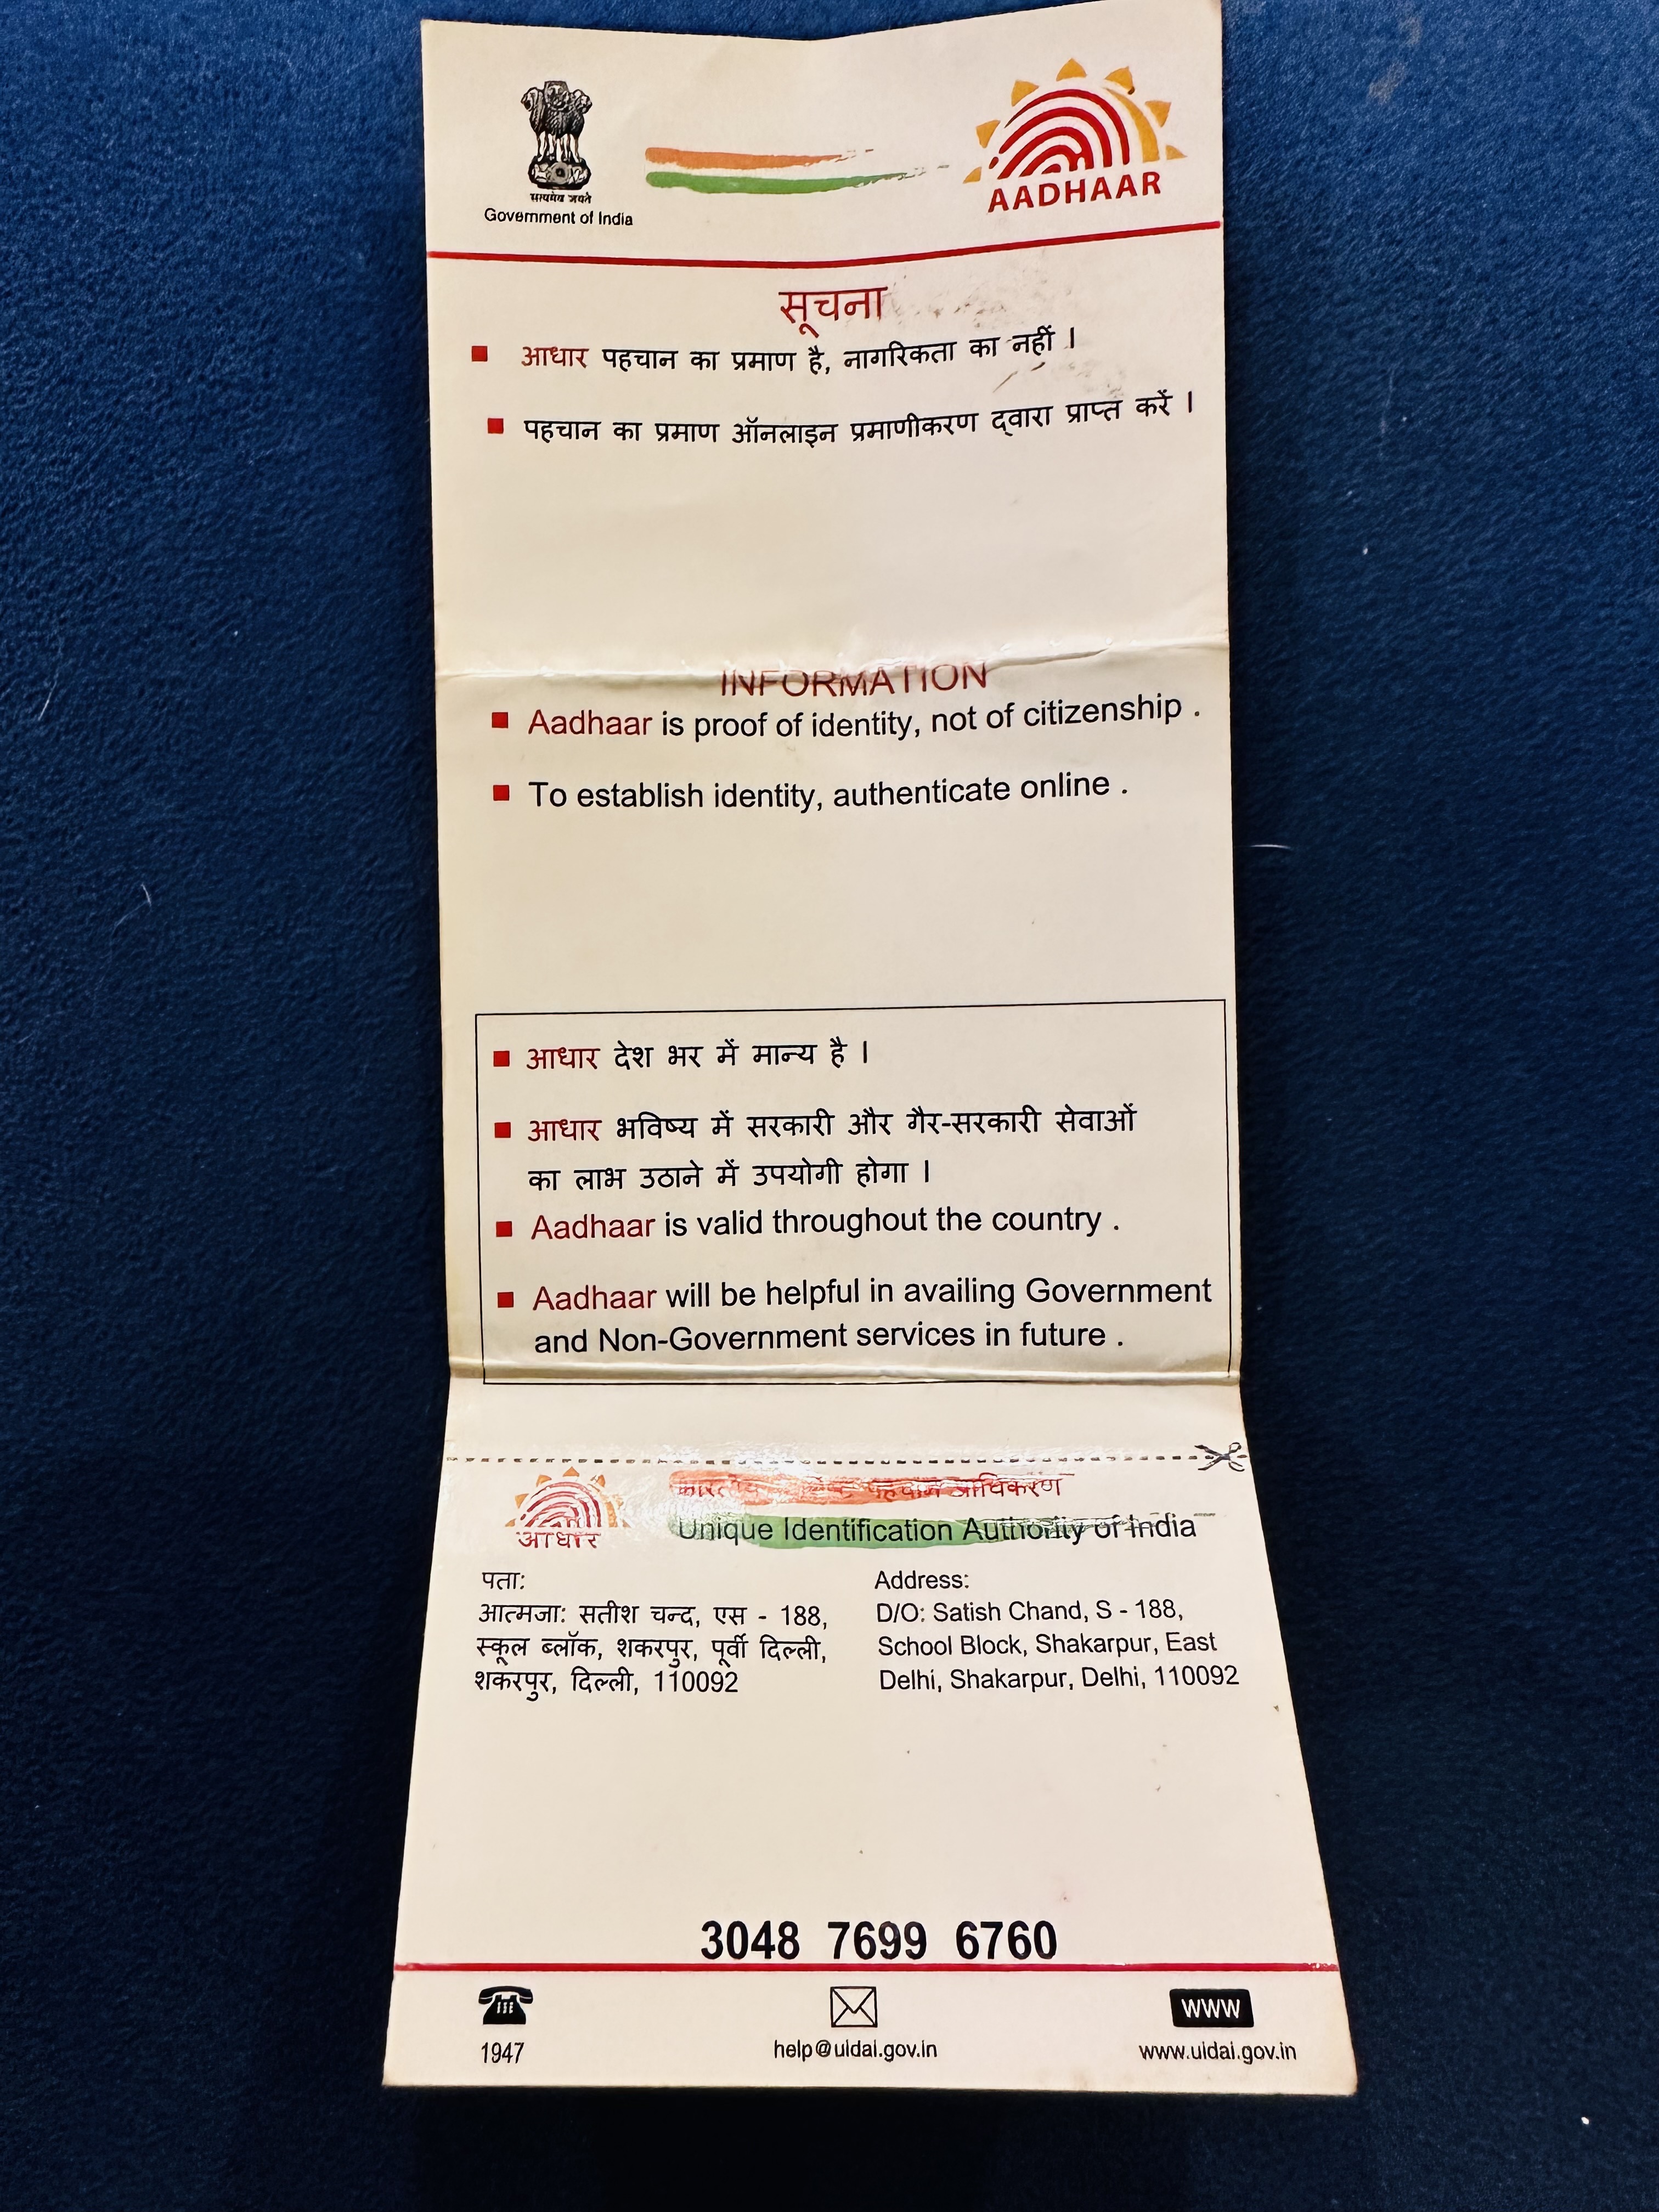 सत्यमेव जयते
Government of India
AADHAAR
सूचना
आधार पहचान का प्रमाण है, नागरिकता का नहीं ।
पहचान का प्रमाण ऑनलाइन प्रमाणीकरण द्वारा प्राप्त करें ।
INFORMATION
Aadhaar is proof of identity, not of citizenship .
To establish identity, authenticate online .
आधार देश भर में मान्य है ।
आधार भविष्य में सरकारी और गैर-सरकारी सेवाओं
का लाभ उठाने में उपयोगी होगा ।
Aadhaar is valid throughout the country .
Aadhaar will be helpful in availing Government
and Non-Government services in future .
आधार
भारतीय पहचान प्राधिकरण
Unique Identification Authority of India
पता:
आत्मजा: सतीश चन्द, एस - 188,
स्कूल ब्लॉक, शकरपुर, पूर्वी दिल्ली,
शकरपुर, दिल्ली, 110092
Address:
D/O: Satish Chand, S - 188,
School Block, Shakarpur, East
Delhi, Shakarpur, Delhi, 110092
3048 7699 6760
1947
help@uidai.gov.in
www
www.uidai.gov.in